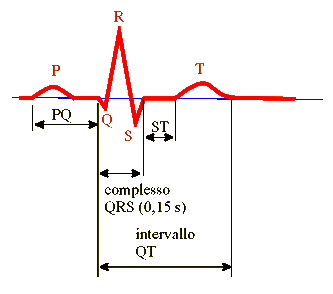 R
P
T
Q
PQ
S
ST
complesso
QRS (0,15 s)
intervallo
QT